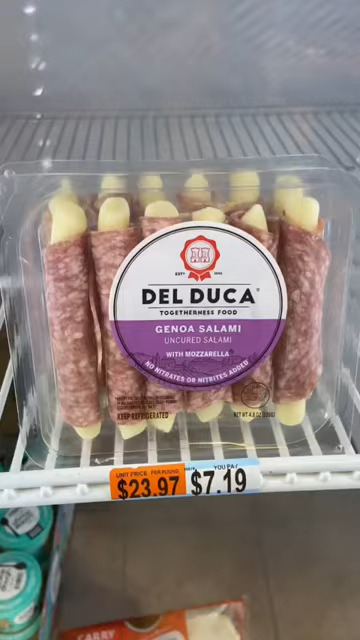 EST
DEL DUCA®
TOGETHERNESS FOOD
GENOA SALAMI
UNCURED SALAMI
WITH MOZZARELLA
NO NITRATES OR NITRITES ADDED
KEEP REFRIGERATED
UNIT PRICE PER POUND
YOU PAY
$23.97
$7.19
CARRY